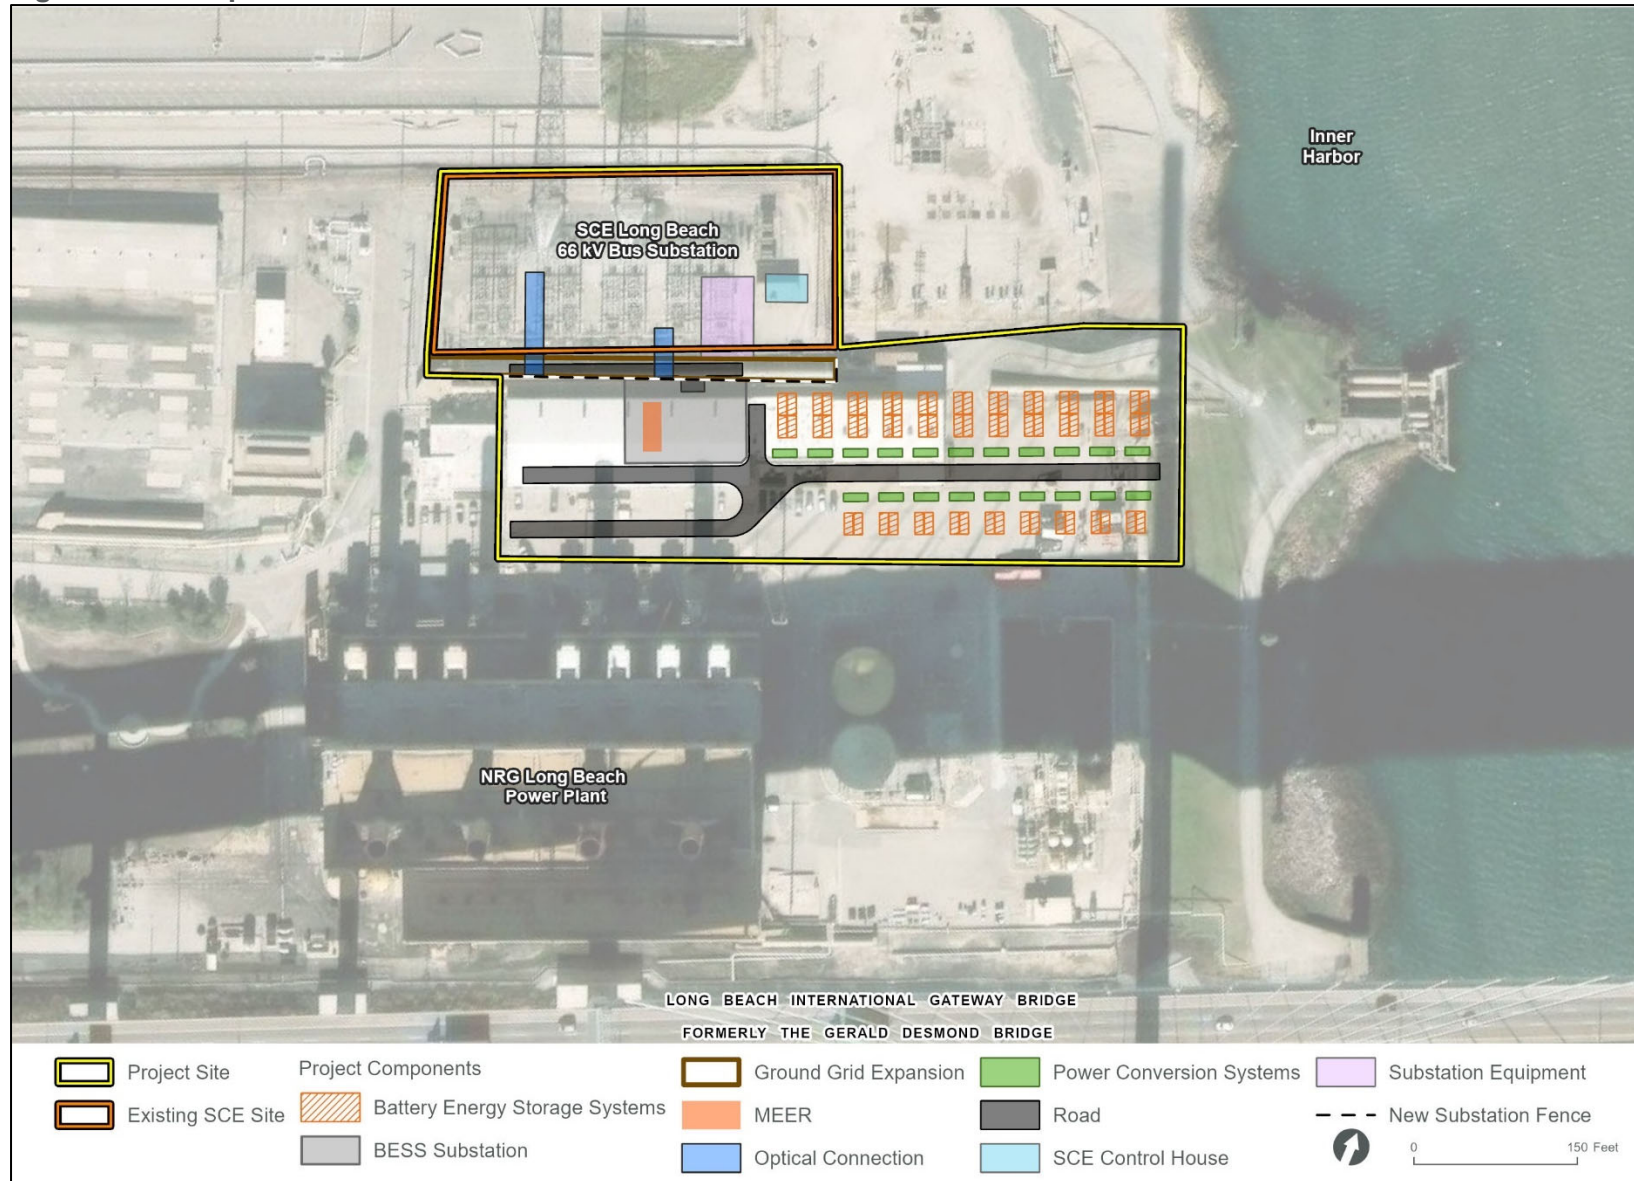 Inner
Harbor
SCE Long Beach
66 kV Bus Substation
NRG Long Beach
Power Plant
LONG BEACH INTERNATIONAL GATEWAY BRIDGE
FORMERLY THE GERALD DESMOND BRIDGE
Project Site
Existing SCE Site
Project Components
Battery Energy Storage Systems
BESS Substation
Ground Grid Expansion
MEER
Optical Connection
Power Conversion Systems
Road
SCE Control House
Substation Equipment
New Substation Fence
0 150 Feet